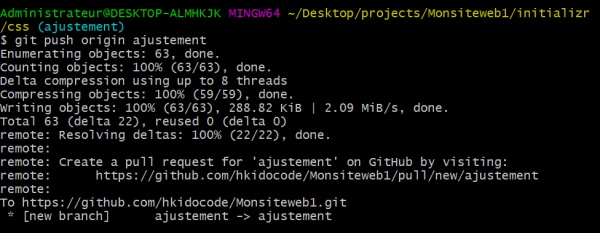 Administrateur@DESKTOP-ALMHKJK MINGW64 ~/Desktop/projects/Monsiteweb1/initializr
/css (ajustement)
$ git push origin ajustement
Enumerating objects: 63, done.
Counting objects: 100% (63/63), done.
Delta compression using up to 8 threads
Compressing objects: 100% (59/59), done.
Writing objects: 100% (63/63), 288.82 KiB | 2.09 MiB/s, done.
Total 63 (delta 22), reused 0 (delta 0)
remote: Resolving deltas: 100% (22/22), done.
remote:
remote: Create a pull request for 'ajustement' on GitHub by visiting:
remote:      https://github.com/hkidocode/Monsiteweb1/pull/new/ajustement
remote:
To https://github.com/hkidocode/Monsiteweb1.git
 * [new branch]      ajustement -> ajustement